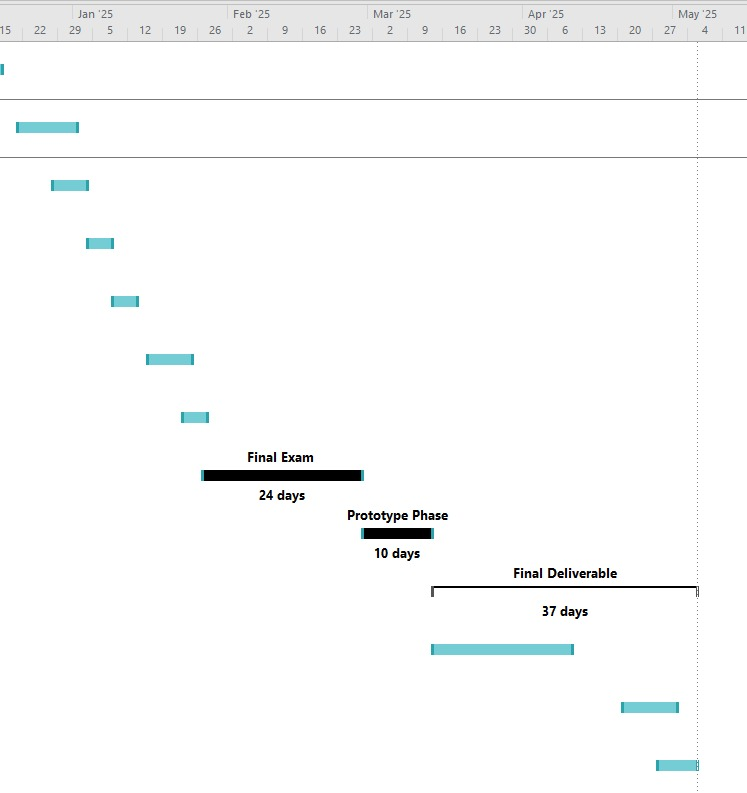 Jan '25 Feb '25 Mar '25 Apr '25 May '25
15 22 29 5 12 19 26 2 9 16 23 2 9 16 23 30 6 13 20 27 4 11
Final Exam
24 days
Prototype Phase
10 days
Final Deliverable
37 days